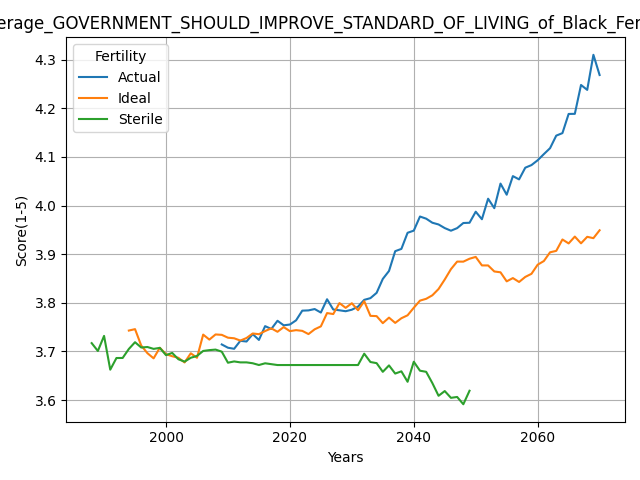 erage_GOVERNMENT_SHOULD_IMPROVE_STANDARD_OF_LIVING_of_Black_Fer
Fertility
Actual
Ideal
Sterile
4.3
4.2
4.1
4.0
3.9
3.8
3.7
3.6
Score(1-5)
2000 2020 2040 2060
Years